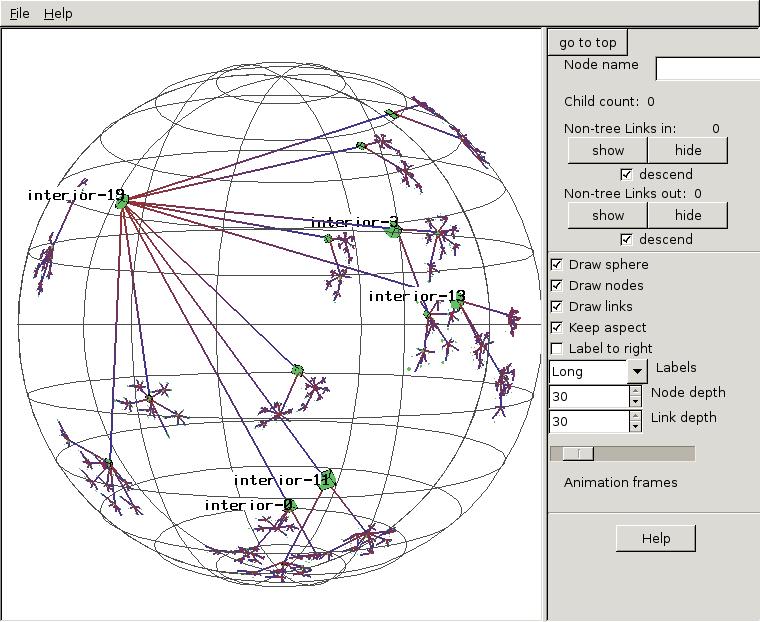 File Help
go to top
Node name
Child count: 0
Non-tree Links in: 0
show hide
descend
Non-tree Links out: 0
show hide
descend
Draw sphere
Draw nodes
Draw links
Keep aspect
Label to right
Long Labels
30 Node depth
30 Link depth
Animation frames
Help
interior-19
interior-3
interior-13
interior-11
interior-0